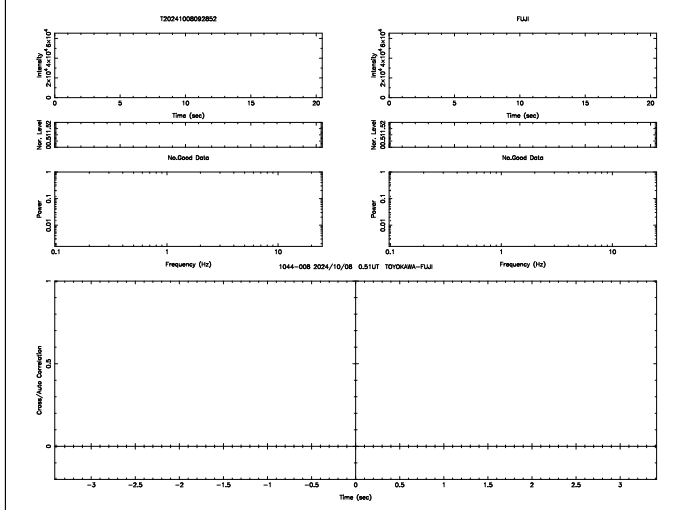 T20241008092852
FUJI
Intensity
0 2×10⁴ 4×10⁴ 6×10⁴
0 5 10 15 20
Time (sec)
Intensity
0 2×10⁴ 4×10⁴ 6×10⁴
0 5 10 15 20
Time (sec)
Nor. Level
00.511.52
Nor. Level
00.511.52
No.Good Data
No.Good Data
Power
1
0.1
0.01
0.1 1 10
Frequency (Hz)
Power
1
0.1
0.01
0.1 1 10
Frequency (Hz)
1044-008 2024/10/08 0.51UT TOYOKAWA-FUJI
Cross/Auto Correlation
1
0.5
0
-3 -2.5 -2 -1.5 -1 -0.5 0 0.5 1 1.5 2 2.5 3
Time (sec)